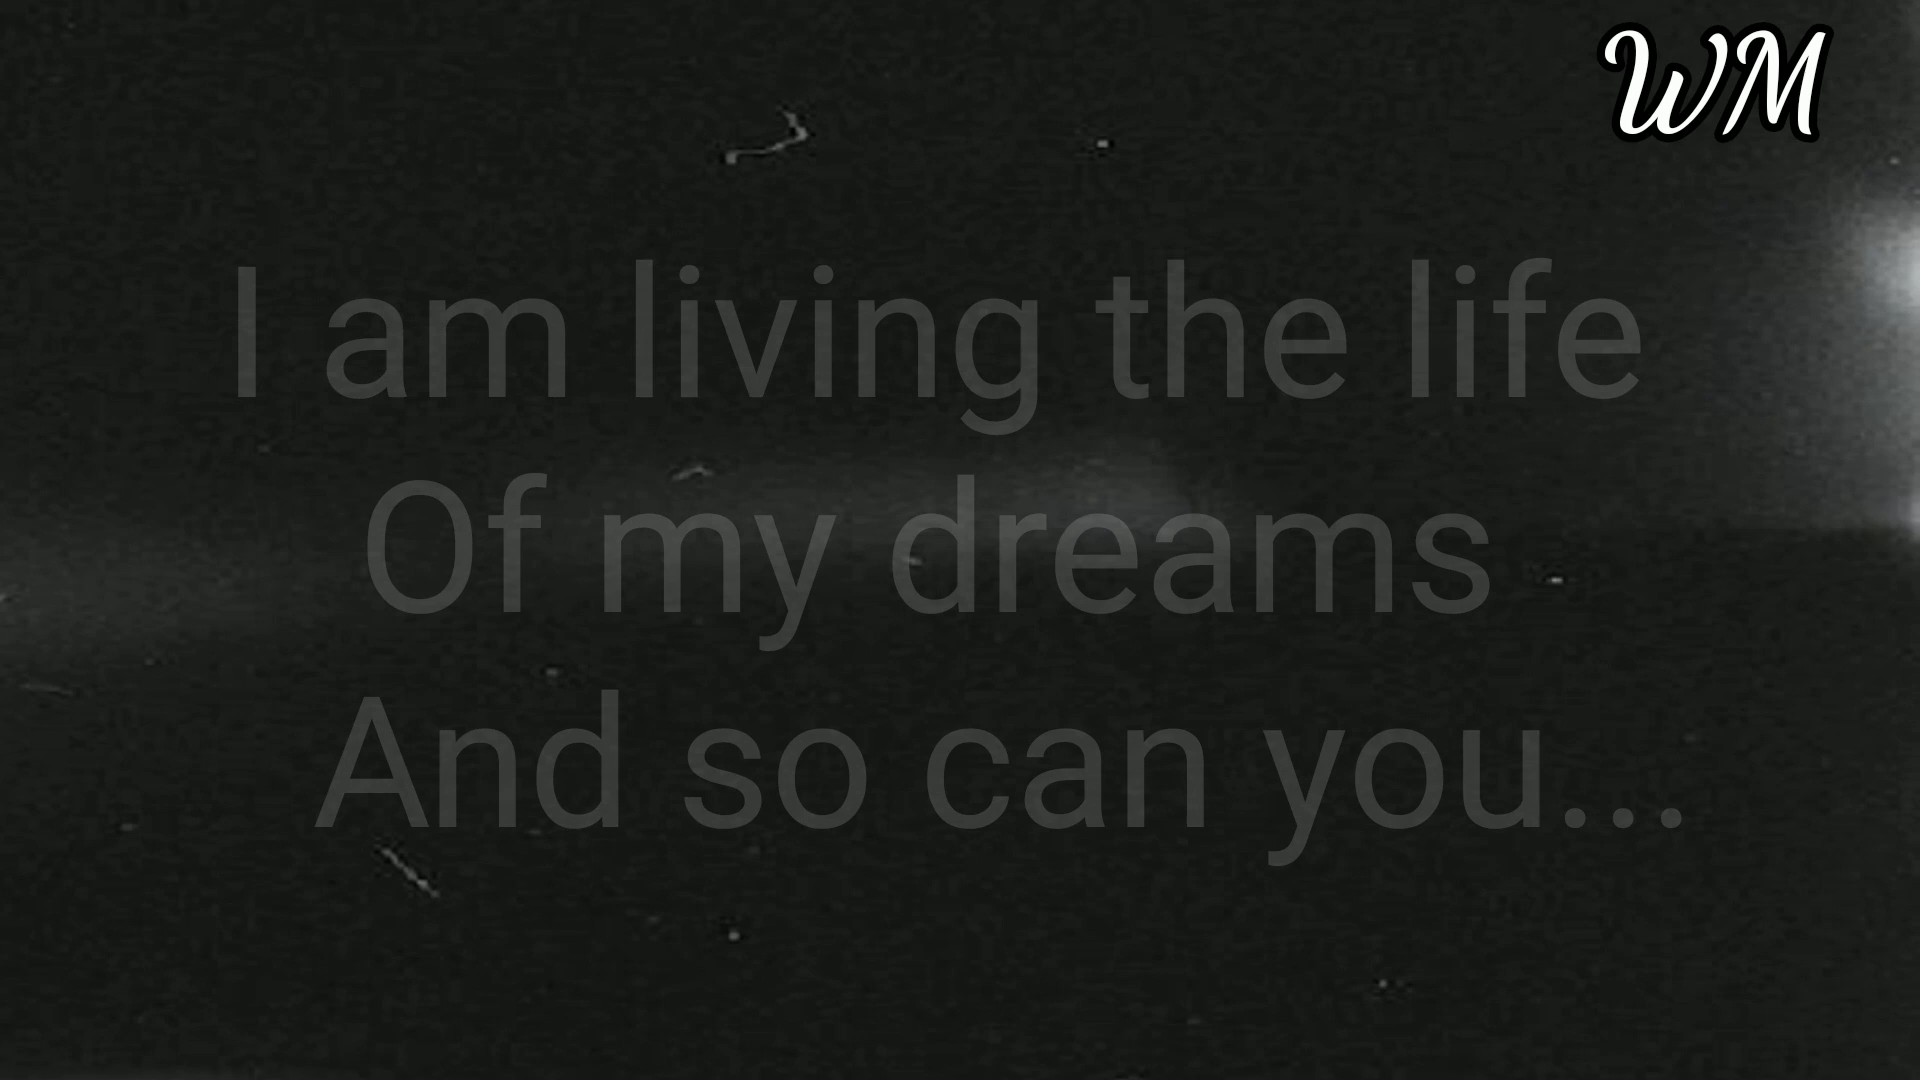 WM
I am living the life
Of my dreams
And so can you...